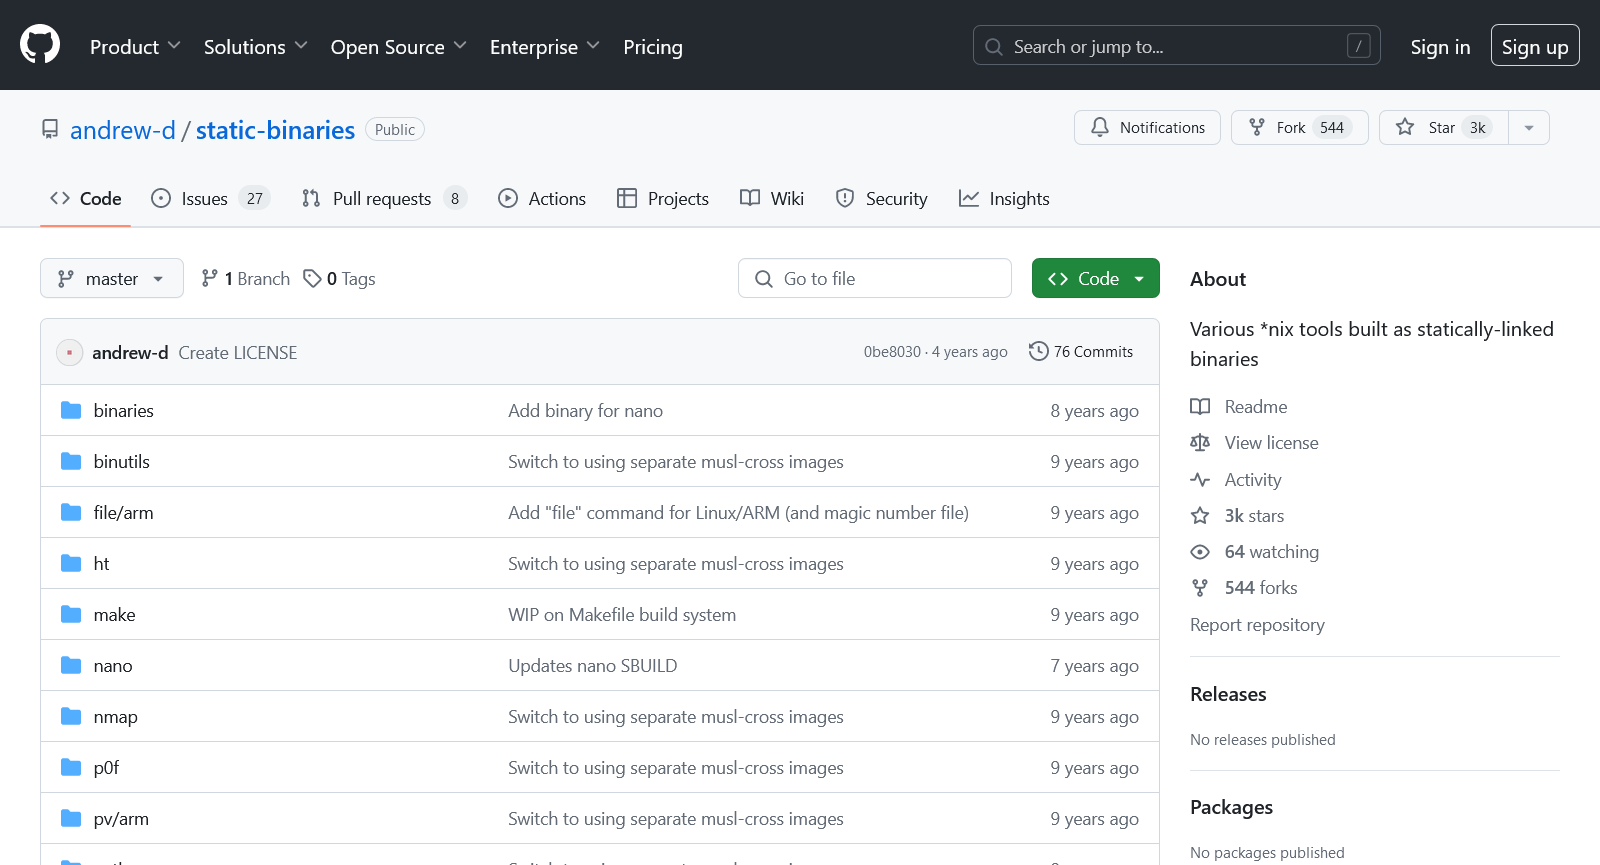 Product Solutions Open Source Enterprise Pricing Search or jump to... / Sign in Sign up
andrew-d / static-binaries Public Notifications Fork 544 Star 3k
Code Issues 27 Pull requests 8 Actions Projects Wiki Security Insights
master 1 Branch 0 Tags Go to file Code
andrew-d Create LICENSE 0be8030 · 4 years ago 76 Commits
binaries Add binary for nano 8 years ago
binutils Switch to using separate musl-cross images 9 years ago
file/arm Add "file" command for Linux/ARM (and magic number file) 9 years ago
ht Switch to using separate musl-cross images 9 years ago
make WIP on Makefile build system 9 years ago
nano Updates nano SBUILD 7 years ago
nmap Switch to using separate musl-cross images 9 years ago
p0f Switch to using separate musl-cross images 9 years ago
pv/arm Switch to using separate musl-cross images 9 years ago
About
Various *nix tools built as statically-linked
binaries
Readme
View license
Activity
3k stars
64 watching
544 forks
Report repository
Releases
No releases published
Packages
No packages published